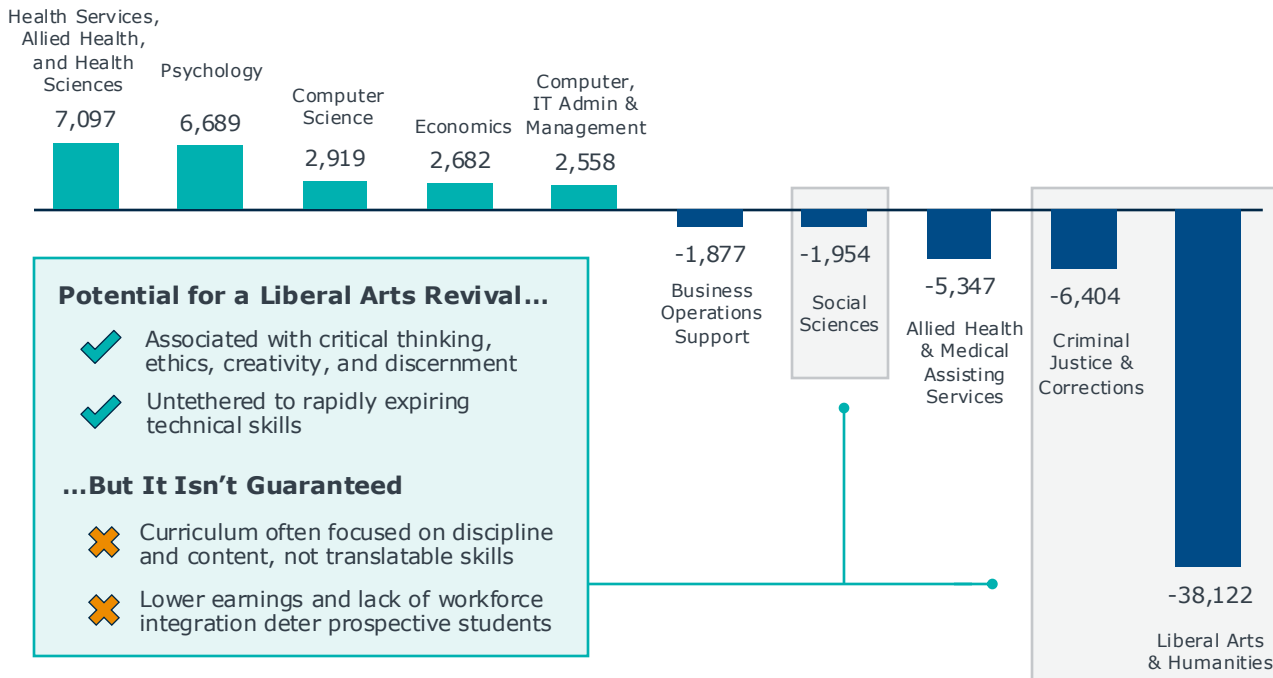 Health Services,
Allied Health,
and Health
Sciences
7,097
Psychology
6,689
Computer
Science
2,919
Economics
2,682
Computer,
IT Admin &
Management
2,558
-1,877
Business
Operations
Support
-1,954
Social
Sciences
-5,347
Allied Health
& Medical
Assisting
Services
-6,404
Criminal
Justice &
Corrections
-38,122
Liberal Arts
& Humanities
Potential for a Liberal Arts Revival...
Associated with critical thinking,
ethics, creativity, and discernment
Untethered to rapidly expiring
technical skills
...But It Isn’t Guaranteed
Curriculum often focused on discipline
and content, not translatable skills
Lower earnings and lack of workforce
integration deter prospective students